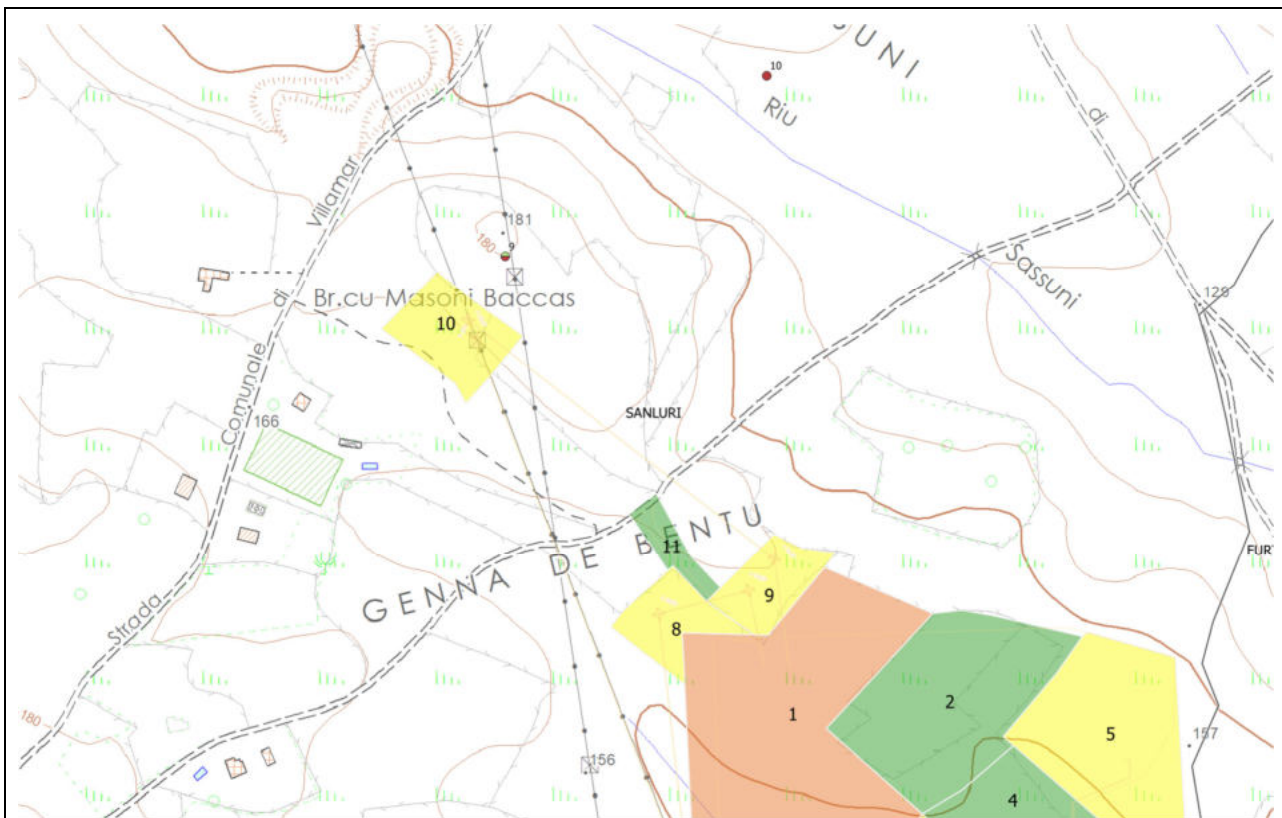 SUNI
10
Riu
di
Villamar
181
180
9
Sassuni
129
di
Br.cu Masoni Baccas
10
Comunale
SANLURI
166
GENNA DE BENTU
11
FUR
9
8
Strada
2
1
5
180
157
156
4